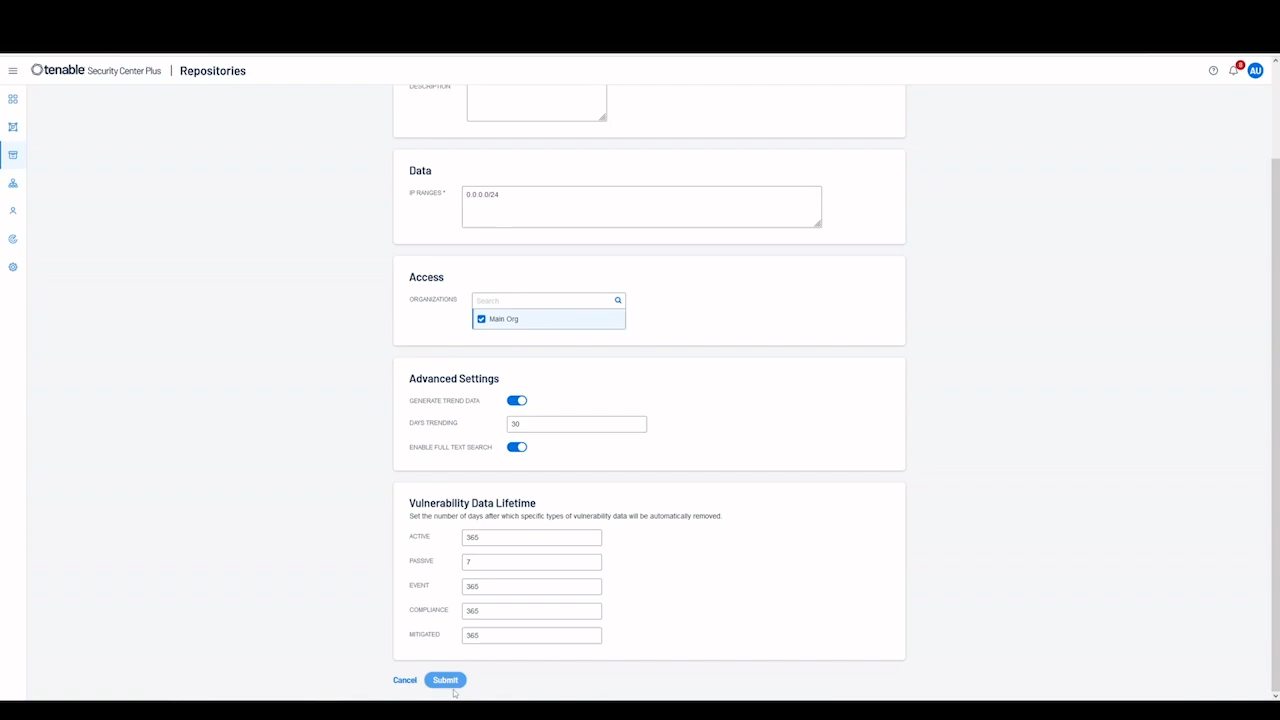 tenable Security Center Plus | Repositories
8
AU
DESCRIPTION
Data
IP RANGES *
0.0.0.0/24
Access
ORGANIZATIONS
Search
Main Org
Advanced Settings
GENERATE TREND DATA
DAYS TRENDING
30
ENABLE FULL TEXT SEARCH
Vulnerability Data Lifetime
Set the number of days after which specific types of vulnerability data will be automatically removed.
ACTIVE
365
PASSIVE
7
EVENT
365
COMPLIANCE
365
MITIGATED
365
Cancel
Submit